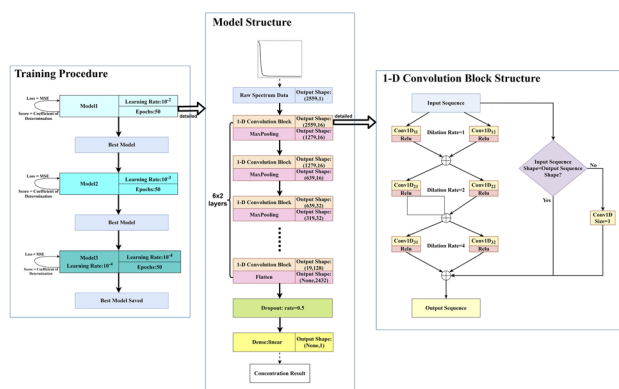 Training Procedure
Loss = MSE
Score = Coefficient of
Determination
Model1
Learning Rate:10⁻²
Epochs:50
detailed
Best Model
Loss = MSE
Score = Coefficient of
Determination
Model2
Learning Rate:10⁻³
Epochs:50
Best Model
Loss = MSE
Score = Coefficient of
Determination
Model3
Learning Rate:10⁻⁴
Learning Rate:10⁻⁴
Epochs:50
Best Model Saved
Model Structure
Raw Spectrum Data
Output Shape:
(2559,1)
6x2
layers
1-D Convolution Block
Output Shape:
(2559,16)
MaxPooling
Output Shape:
(1279,16)
detailed
1-D Convolution Block
Output Shape:
(1279,16)
MaxPooling
Output Shape:
(639,16)
1-D Convolution Block
Output Shape:
(639,32)
MaxPooling
Output Shape:
(319,32)
1-D Convolution Block
Output Shape:
(19,128)
Flatten
Output Shape:
(None,2432)
Dropout: rate=0.5
Dense:linear
Output Shape:
(None,1)
Concentration Result
1-D Convolution Block Structure
Input Sequence
Conv1D₁₁
Relu
Dilation Rate=1
Conv1D₁₂
Relu
Conv1D₂₁
Relu
Dilation Rate=2
Conv1D₂₂
Relu
Conv1D₃₁
Relu
Dilation Rate=4
Conv1D₃₂
Relu
Output Sequence
Input Sequence
Shape=Output Sequence
Shape?
No
Yes
Conv1D
Size=1